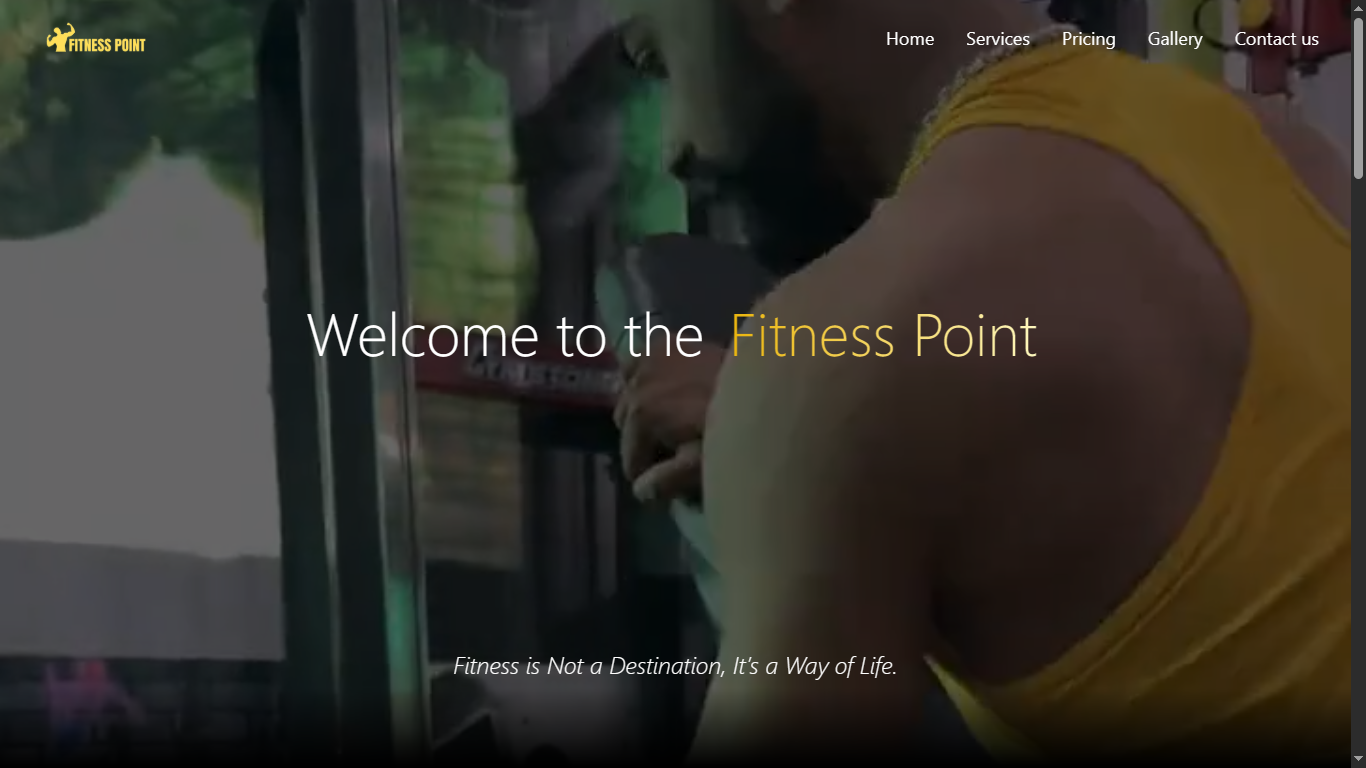 FITNESS POINT
Home Services Pricing Gallery Contact us
Welcome to the Fitness Point
Fitness is Not a Destination, It's a Way of Life.